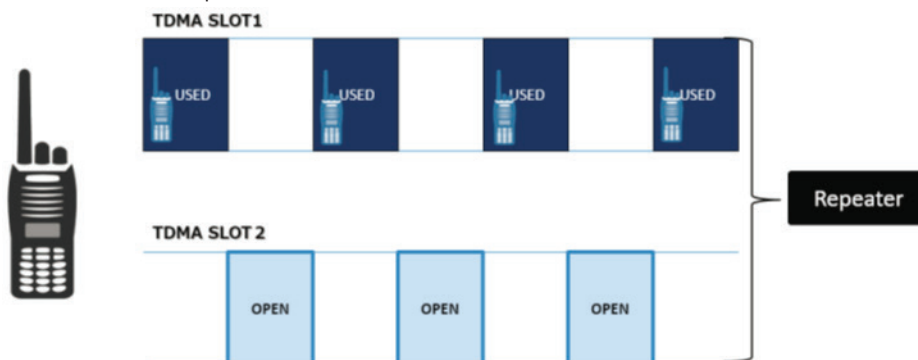 TDMA SLOT1
USED
USED
USED
USED
Repeater
TDMA SLOT 2
OPEN
OPEN
OPEN